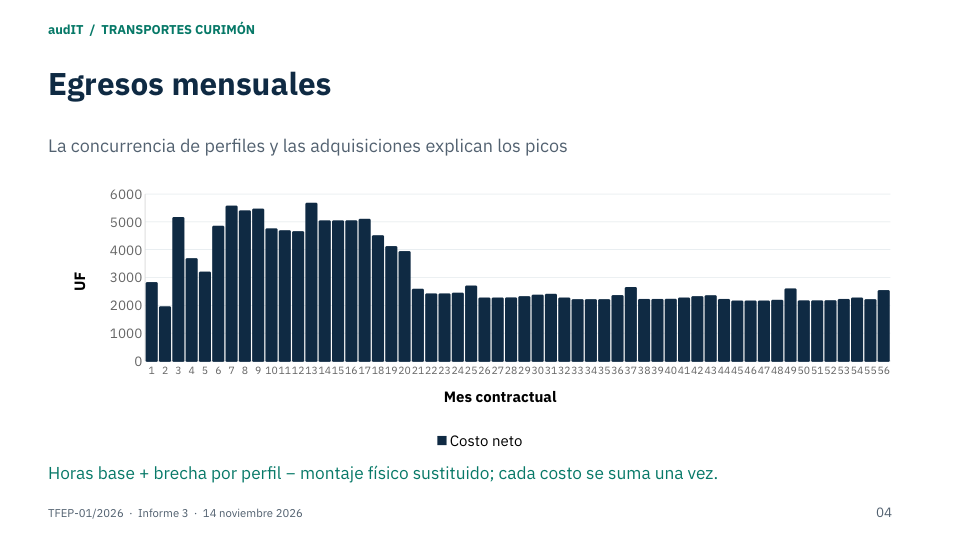 audIT / TRANSPORTES CURIMÓN
Egresos mensuales
La concurrencia de perfiles y las adquisiciones explican los picos
6000
5000
4000
3000
2000
1000
0
UF
1 2 3 4 5 6 7 8 9 10 11 12 13 14 15 16 17 18 19 20 21 22 23 24 25 26 27 28 29 30 31 32 33 34 35 36 37 38 39 40 41 42 43 44 45 46 47 48 49 50 51 52 53 54 55 56
Mes contractual
Costo neto
Horas base + brecha por perfil – montaje físico sustituido; cada costo se suma una vez.
TFEP-01/2026 · Informe 3 · 14 noviembre 2026
04